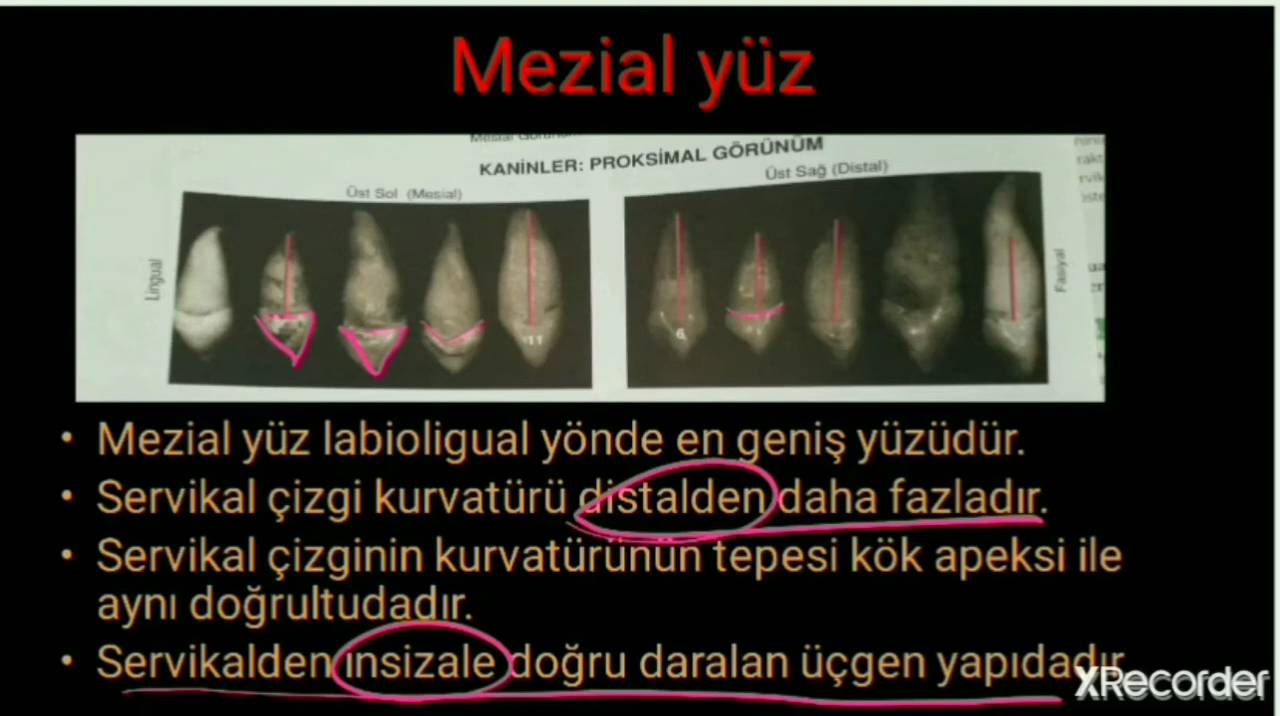 Mezial yüz
KANİNLER: PROKSİMAL GÖRÜNÜM
Üst Sol (Mesial)
Üst Sağ (Distal)
Lingual
Fasiyal
11
6
• Mezial yüz labioligual yönde en geniş yüzüdür.
• Servikal çizgi kurvatürü distalden daha fazladır.
• Servikal çizginin kurvatürünün tepesi kök apeksi ile
aynı doğrultudadır.
• Servikalden insizale doğru daralan üçgen yapıdadır
XRecorder